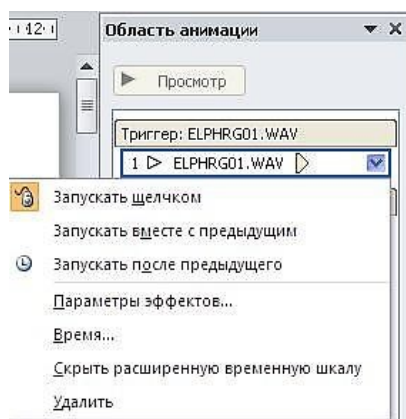 12
Область анимации
Просмотр
Триггер: ELPHRG01.WAV
1 ELPHRG01.WAV
Запускать щелчком
Запускать вместе с предыдущим
Запускать после предыдущего
Параметры эффектов...
Время...
Скрыть расширенную временную шкалу
Удалить